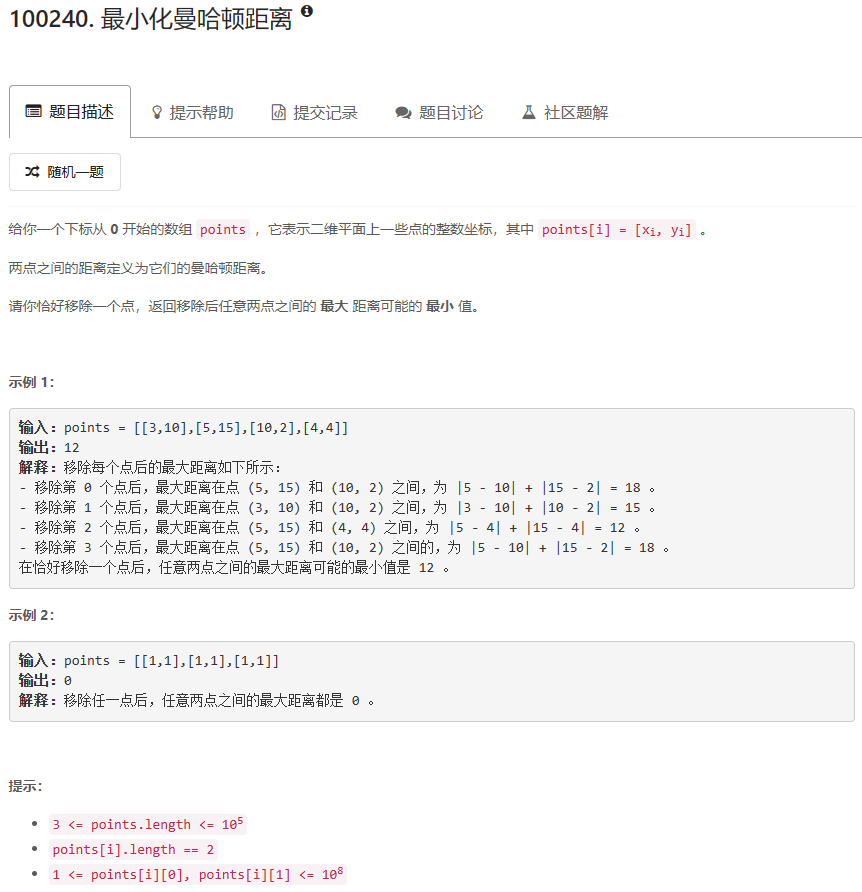 100240. 最小化曼哈顿距离
题目描述 提示帮助 提交记录 题目讨论 社区题解
随机一题
给你一个下标从 0 开始的数组 points ，它表示二维平面上一些点的整数坐标，其中 points[i] = [xi, yi] 。
两点之间的距离定义为它们的曼哈顿距离。
请你恰好移除一个点，返回移除后任意两点之间的 最大 距离可能的 最小 值。
示例 1：
输入：points = [[3,10],[5,15],[10,2],[4,4]]
输出：12
解释：移除每个点后的最大距离如下所示：
- 移除第 0 个点后，最大距离在点 (5, 15) 和 (10, 2) 之间，为 |5 - 10| + |15 - 2| = 18 。
- 移除第 1 个点后，最大距离在点 (3, 10) 和 (10, 2) 之间，为 |3 - 10| + |10 - 2| = 15 。
- 移除第 2 个点后，最大距离在点 (5, 15) 和 (4, 4) 之间，为 |5 - 4| + |15 - 4| = 12 。
- 移除第 3 个点后，最大距离在点 (5, 15) 和 (10, 2) 之间的，为 |5 - 10| + |15 - 2| = 18 。
在恰好移除一个点后，任意两点之间的最大距离可能的最小值是 12 。
示例 2：
输入：points = [[1,1],[1,1],[1,1]]
输出：0
解释：移除任一点后，任意两点之间的最大距离都是 0 。
提示：
3 <= points.length <= 10⁵
points[i].length == 2
1 <= points[i][0], points[i][1] <= 10⁸